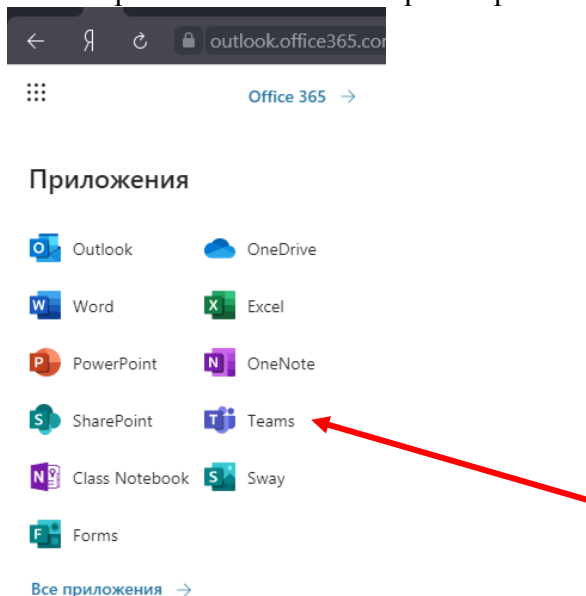 ← Я outlook.office365.co
Office 365 →
Приложения
Outlook OneDrive
Word Excel
PowerPoint OneNote
SharePoint Teams
Class Notebook Sway
Forms
Все приложения →